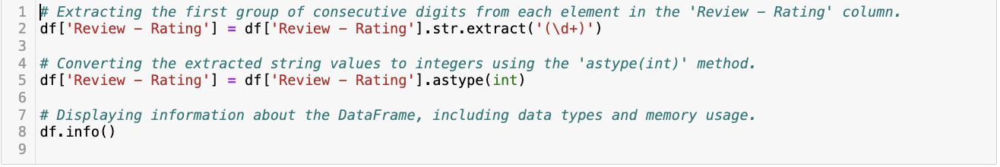 1 # Extracting the first group of consecutive digits from each element in the 'Review - Rating' column.
2 df['Review - Rating'] = df['Review - Rating'].str.extract('(\d+)')
3
4 # Converting the extracted string values to integers using the 'astype(int)' method.
5 df['Review - Rating'] = df['Review - Rating'].astype(int)
6
7 # Displaying information about the DataFrame, including data types and memory usage.
8 df.info()
9